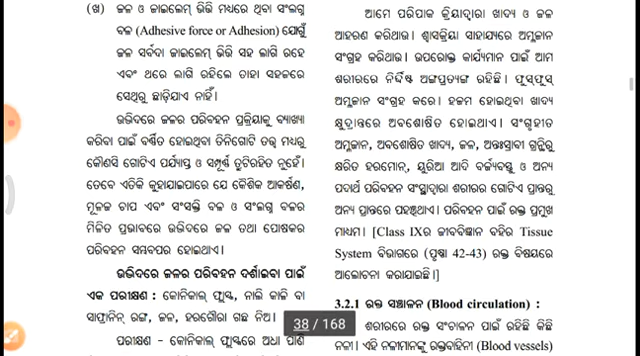 (ଖ) ଜଳ ଓ ଜାଇଲେମ୍ ଭିତ୍ତି ମଧ୍ୟରେ ଥିବା ସଂଲଗ୍ନ
ବଳ (Adhesive force or Adhesion) ଯୋଗୁଁ
ଜଳ ସର୍ବଦା ଜାଇଲେମ୍ ଭିତ୍ତି ସହ ଲାଗି ରହେ
ଏବଂ ଥରେ ଲାଗି ରହିଲେ ତାହା ସହଜରେ
ସେଥିରୁ ଛାଡ଼ିଯାଏ ନାହିଁ।
ଉଦ୍ଭିଦରେ ଜଳର ପରିବହନ ପ୍ରକ୍ରିୟାକୁ ବ୍ୟାଖ୍ୟା
କରିବା ପାଇଁ ବର୍ଣ୍ଣିତ ହୋଇଥିବା ତିନିଗୋଟି ତତ୍ତ୍ୱ ମଧ୍ୟରୁ
କୌଣସି ଗୋଟିଏ ପର୍ଯ୍ୟାପ୍ତ ଓ ସମ୍ପୂର୍ଣ୍ଣ ତ୍ରୁଟିରହିତ ନୁହେଁ।
ତେବେ ଏତିକି କୁହାଯାଇପାରେ ଯେ କୈଶିକ ଆକର୍ଷଣ,
ମୂଳଜ ଚାପ ଏବଂ ସଂସକ୍ତି ବଳ ଓ ସଂଲଗ୍ନ ବଳର
ମିଳିତ ପ୍ରଭାବରେ ଉଦ୍ଭିଦରେ ଜଳ ତଥା ପୋଷକର
ପରିବହନ ସମ୍ଭବପର ହୋଇଥାଏ।
ଉଦ୍ଭିଦରେ ଜଳର ପରିବହନ ଦର୍ଶାଇବା ପାଇଁ
ଏକ ପରୀକ୍ଷଣ : କୋନିକାଲ୍ ଫ୍ଲାସ୍କ, ନାଲି କାଳି ବା
ସାଫ୍ରାନିନ୍ ରଙ୍ଗ, ଜଳ, ହରଗୌରା ଗଛ ନିଅ।
ପରୀକ୍ଷଣ - କୋନିକାଲ୍ ଫ୍ଲାସ୍କରେ ଅଧା ପାଣି
ଆମେ ପରିପାକ କ୍ରିୟାଦ୍ୱାରା ଖାଦ୍ୟ ଓ ଜଳ
ଆହରଣ କରିଥାଉ। ଶ୍ୱାସକ୍ରିୟା ସାହାଯ୍ୟରେ ଅମ୍ଳଜାନ
ସଂଗ୍ରହ କରିଥାଉ। ଉପରୋକ୍ତ କାର୍ଯ୍ୟମାନ ପାଇଁ ଆମ
ଶରୀରରେ ନିର୍ଦ୍ଦିଷ୍ଟ ଅଙ୍ଗପ୍ରତ୍ୟଙ୍ଗ ରହିଛି। ଫୁସ୍‌ଫୁସ୍
ଅମ୍ଳଜାନ ସଂଗ୍ରହ କରେ। ହଜମ ହୋଇଥିବା ଖାଦ୍ୟ
କ୍ଷୁଦ୍ରାନ୍ତରେ ଅବଶୋଷିତ ହୋଇଥାଏ। ସଂଗୃହୀତ
ଅମ୍ଳଜାନ, ଅବଶୋଷିତ ଖାଦ୍ୟ, ଜଳ, ଅନ୍ତଃସ୍ରାବୀ ଗ୍ରନ୍ଥିରୁ
କ୍ଷରିତ ହରମୋନ୍, ୟୁରିଆ ଆଦି ବର୍ଜ୍ୟବସ୍ତୁ ଓ ଅନ୍ୟ
ପଦାର୍ଥ ପରିବହନ ସଂସ୍ଥାଦ୍ୱାରା ଶରୀରର ଗୋଟିଏ ପ୍ରାନ୍ତରୁ
ଅନ୍ୟ ପ୍ରାନ୍ତରେ ପହଞ୍ଚିଥାଏ। ପରିବହନ ପାଇଁ ରକ୍ତ ପ୍ରମୁଖ
ମାଧ୍ୟମ। [Class IXର ଜୀବବିଜ୍ଞାନ ବହିର Tissue
System ବିଭାଗରେ (ପୃଷ୍ଠା 42-43) ରକ୍ତ ବିଷୟରେ
ଆଲୋଚନା କରାଯାଇଛି।]
3.2.1 ରକ୍ତ ସଞ୍ଚାଳନ (Blood circulation) :
ଶରୀରରେ ରକ୍ତ ସଂଚାଳନ ପାଇଁ ରହିଛି କିଛି
ନଳୀ। ଏହି ନଳୀମାନଙ୍କୁ ରକ୍ତବାହିନୀ (Blood vessels)
38 / 168